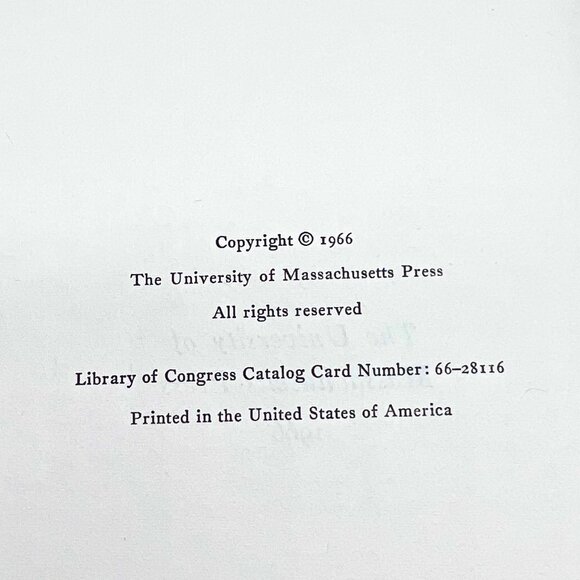 Copyright © 1966
The University of Massachusetts Press
All rights reserved
Library of Congress Catalog Card Number: 66–28116
Printed in the United States of America